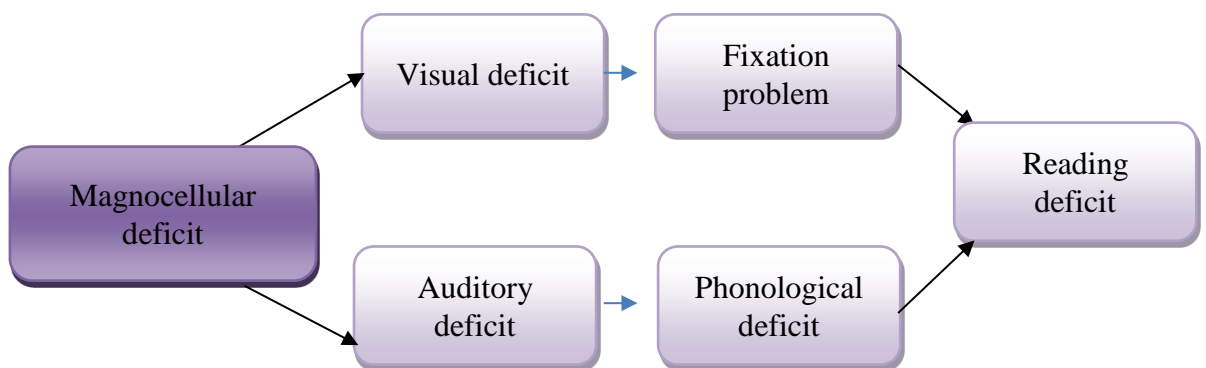 Visual deficit
Fixation
problem
Magnocellular
deficit
Reading
deficit
Auditory
deficit
Phonological
deficit